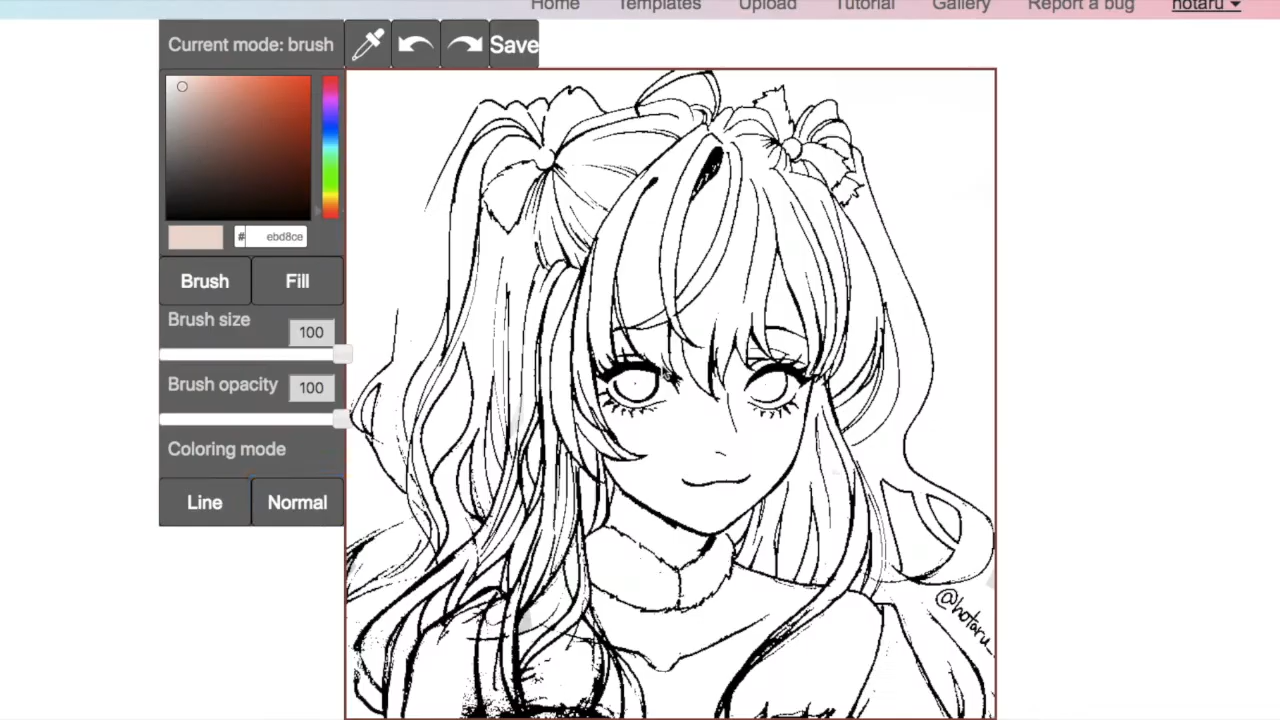 Home Templates Upload Tutorial Gallery Report a bug hotaru
Current mode: brush Save
# ebd8ce
Brush Fill
Brush size 100
Brush opacity 100
Coloring mode
Line Normal
@hotaru_